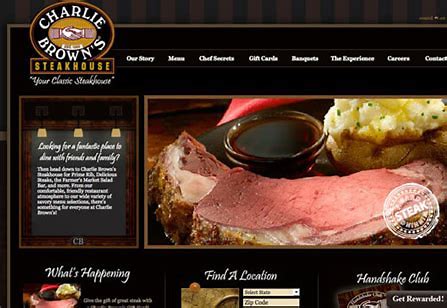 CHARLIE
BROWN'S
STEAKHOUSE
"Your Classic Steakhouse"
Our Story Menu Chef Secrets Gift Cards Banquets The Experience Careers Contact
Looking for a fantastic place to
dine with friends and family?
Then head down to Charlie Brown's
Steakhouse for Prime Rib, Delicious
Steaks, the Farmer's Market Salad
Bar, and more. From our
comfortable, friendly restaurant
atmosphere to our wide variety of
savory menu selections, there's
something for everyone at Charlie
Brown's!
CB
STEAK
What's Happening
Find A Location
Handshake Club
Give the gift of great steak with
Select State
Zip Code
Get Rewarded!